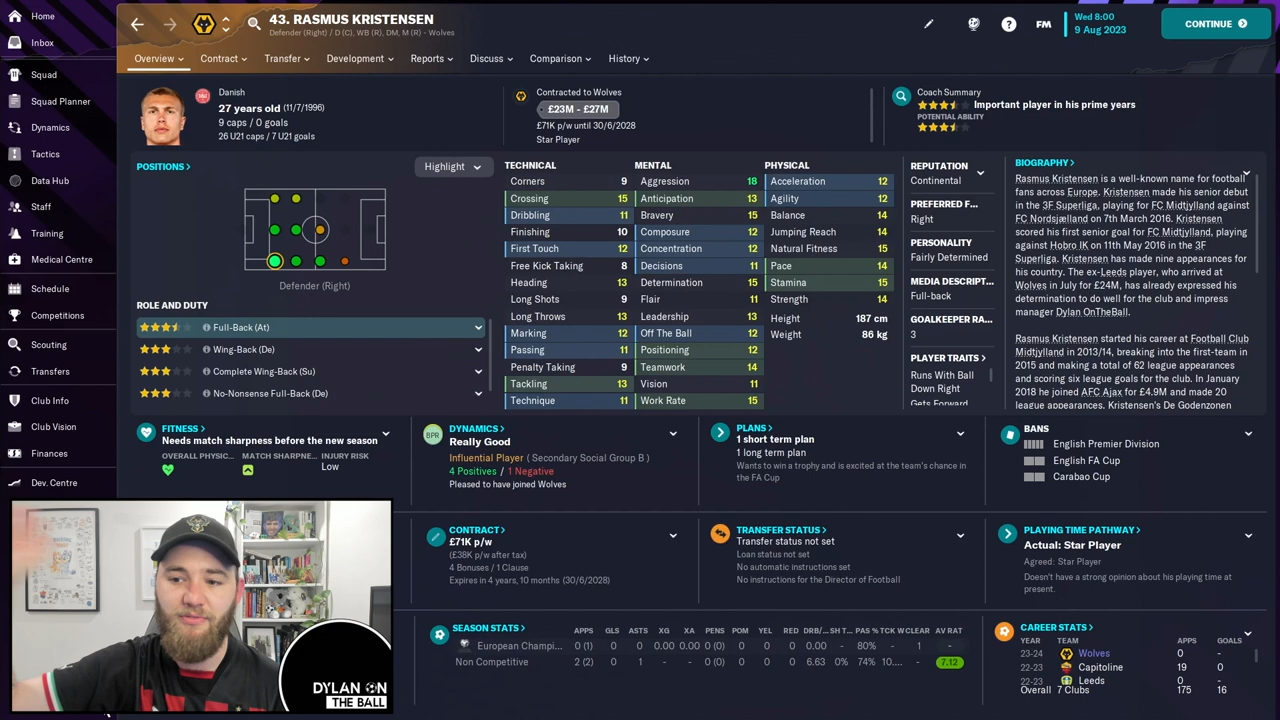 Home
Inbox
Squad
Squad Planner
Dynamics
Tactics
Data Hub
Staff
Training
Medical Centre
Schedule
Competitions
Scouting
Transfers
Club Info
Club Vision
Finances
Dev. Centre
43. RASMUS KRISTENSEN
Defender (Right) / D (C), WB (R), DM, M (R) - Wolves
FM
Wed 8:00
9 Aug 2023
CONTINUE
Overview Contract Transfer Development Reports Discuss Comparison History
Danish
27 years old (11/7/1996)
9 caps / 0 goals
26 U21 caps / 7 U21 goals
Contracted to Wolves
£23M - £27M
£71K p/w until 30/6/2028
Star Player
Coach Summary
Important player in his prime years
POTENTIAL ABILITY
POSITIONS
Highlight
Defender (Right)
ROLE AND DUTY
Full-Back (At)
Wing-Back (De)
Complete Wing-Back (Su)
No-Nonsense Full-Back (De)
TECHNICAL
Corners 9
Crossing 15
Dribbling 11
Finishing 10
First Touch 12
Free Kick Taking 8
Heading 13
Long Shots 9
Long Throws 13
Marking 12
Passing 11
Penalty Taking 9
Tackling 13
Technique 11
MENTAL
Aggression 18
Anticipation 13
Bravery 15
Composure 12
Concentration 12
Decisions 11
Determination 15
Flair 11
Leadership 13
Off The Ball 12
Positioning 12
Teamwork 14
Vision 11
Work Rate 15
PHYSICAL
Acceleration 12
Agility 12
Balance 14
Jumping Reach 14
Natural Fitness 15
Pace 14
Stamina 15
Strength 14
Height 187 cm
Weight 86 kg
REPUTATION
Continental
PREFERRED F...
Right
PERSONALITY
Fairly Determined
MEDIA DESCRIPT...
Full-back
GOALKEEPER RA...
3
PLAYER TRAITS
Runs With Ball
Down Right
Gets Forward
BIOGRAPHY
Rasmus Kristensen is a well-known name for football
fans across Europe. Kristensen made his senior debut
in the 3F Superliga, playing for FC Midtjylland against
FC Nordsjælland on 7th March 2016. Kristensen
scored his first senior goal for FC Midtjylland, playing
against Hobro IK on 11th May 2016 in the 3F
Superliga. Kristensen has made nine appearances for
his country. The ex-Leeds player, who arrived at
Wolves in July for £24M, has already expressed his
determination to do well for the club and impress
manager Dylan OnTheBall.
Rasmus Kristensen started his career at Football Club
Midtjylland in 2013/14, breaking into the first-team in
2015 and making a total of 62 league appearances
and scoring six league goals for the club. In January
2018 he joined AFC Ajax for £4.9M and made 20
league appearances. Kristensen's De Godenzonen
FITNESS
Needs match sharpness before the new season
OVERALL PHYSIC... MATCH SHARPNE... INJURY RISK
Low
BPR
DYNAMICS
Really Good
Influential Player ( Secondary Social Group B )
4 Positives / 1 Negative
Pleased to have joined Wolves
PLANS
1 short term plan
1 long term plan
Wants to win a trophy and is excited at the team's chance in
the FA Cup
BANS
English Premier Division
English FA Cup
Carabao Cup
CONTRACT
£71K p/w
(£38K p/w after tax)
4 Bonuses / 1 Clause
Expires in 4 years, 10 months (30/6/2028)
TRANSFER STATUS
Transfer status not set
Loan status not set
No automatic instructions set
No instructions for the Director of Football
PLAYING TIME PATHWAY
Actual: Star Player
Agreed: Star Player
Doesn't have a strong opinion about his playing time at
present.
SEASON STATS APPS GLS ASTS XG XA PENS POM YEL RED DRB/... SH T... PAS % TCK W CLEAR AV RAT
European Champi... 0 (1) 0 0 0.00 0.00 0 (0) 0 0 0 0.00 - 80% - 1 -
Non Competitive 2 (2) 0 1 - - 0 (0) 0 0 0 6.63 0% 74% 10.... - 7.12
CAREER STATS
YEAR TEAM APPS GOALS
23-24 Wolves 0 -
22-23 Capitoline 19 0
22-23 Leeds 0 -
Overall 7 Clubs 175 16
DYLAN ON
THE BALL